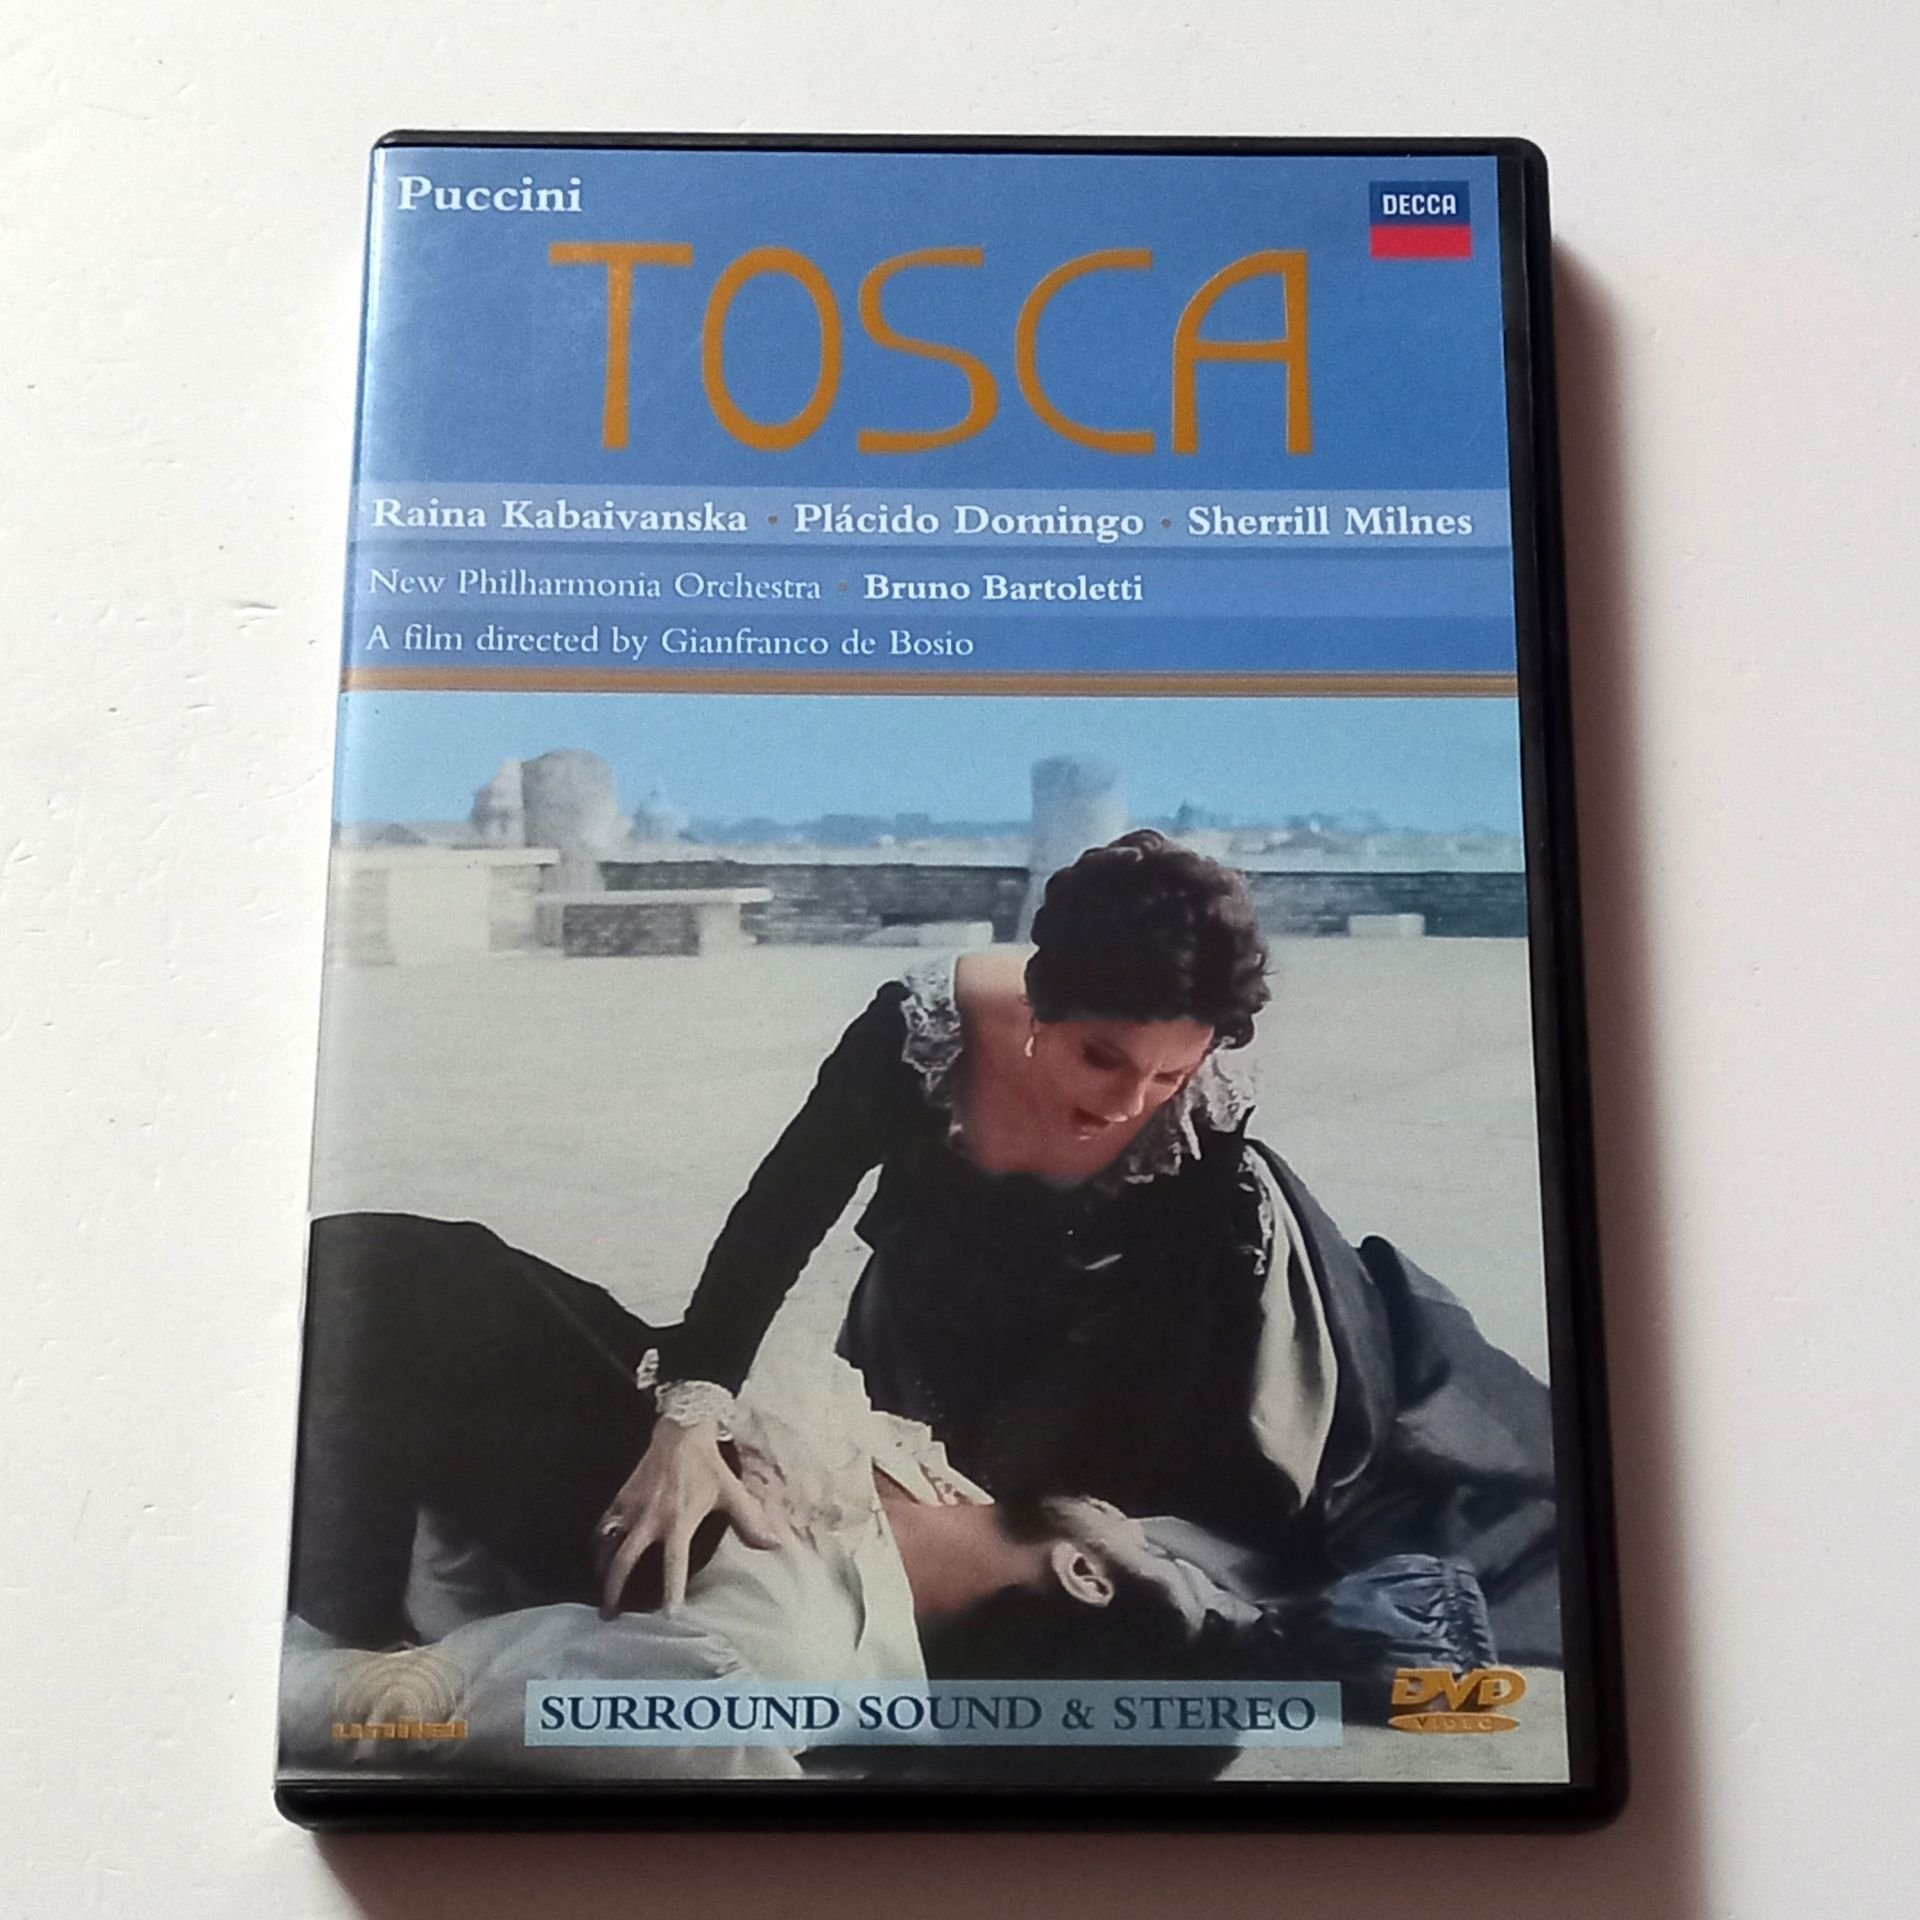 Puccini
DECCA
TOSCA
Raina Kabaivanska · Plácido Domingo · Sherrill Milnes
New Philharmonia Orchestra · Bruno Bartoletti
A film directed by Gianfranco de Bosio
unitel
SURROUND SOUND & STEREO
DVD
VIDEO